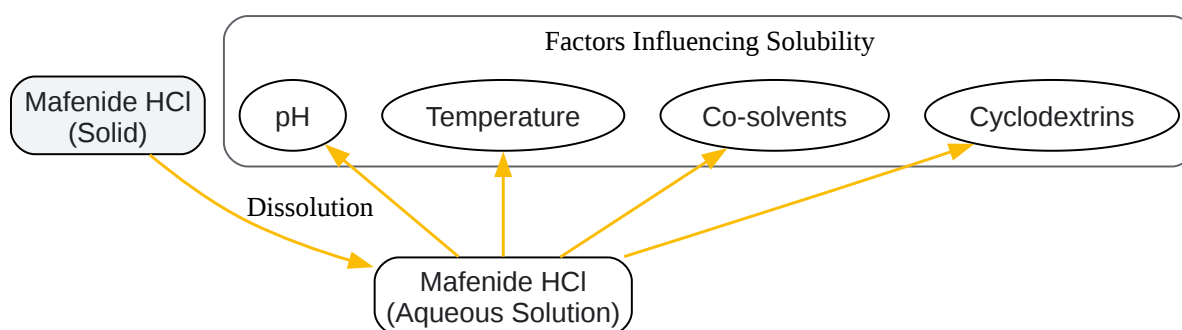 Factors Influencing Solubility
Mafenide HCl
(Solid)
pH
Temperature
Co-solvents
Cyclodextrins
Dissolution
Mafenide HCl
(Aqueous Solution)